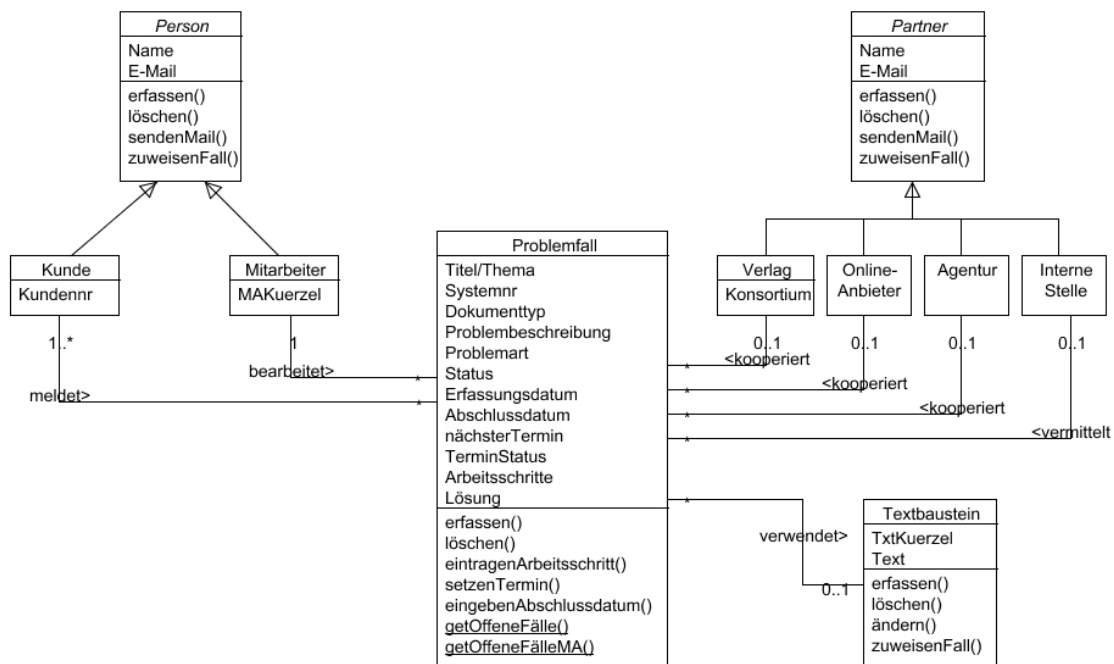 Person
Name
E-Mail
erfassen()
löschen()
sendenMail()
zuweisenFall()
Partner
Name
E-Mail
erfassen()
löschen()
sendenMail()
zuweisenFall()
Kunde
Kundennr
Mitarbeiter
MAKuerzel
Problemfall
Titel/Thema
Systemnr
Dokumenttyp
Problembeschreibung
Problemart
Status
Erfassungsdatum
Abschlussdatum
nächsterTermin
TerminStatus
Arbeitsschritte
Lösung
erfassen()
löschen()
eintragenArbeitsschritt()
setzenTermin()
eingebenAbschlussdatum()
getOffeneFälle()
getOffeneFälleMA()
Verlag
Konsortium
Online-
Anbieter
Agentur
Interne
Stelle
1..*
1
bearbeitet>
*
meldet>
*
0..1
0..1
0..1
0..1
*
<kooperiert
*
<kooperiert
*
<kooperiert
*
<vermittelt
*
verwendet>
0..1
Textbaustein
TxtKuerzel
Text
erfassen()
löschen()
ändern()
zuweisenFall()